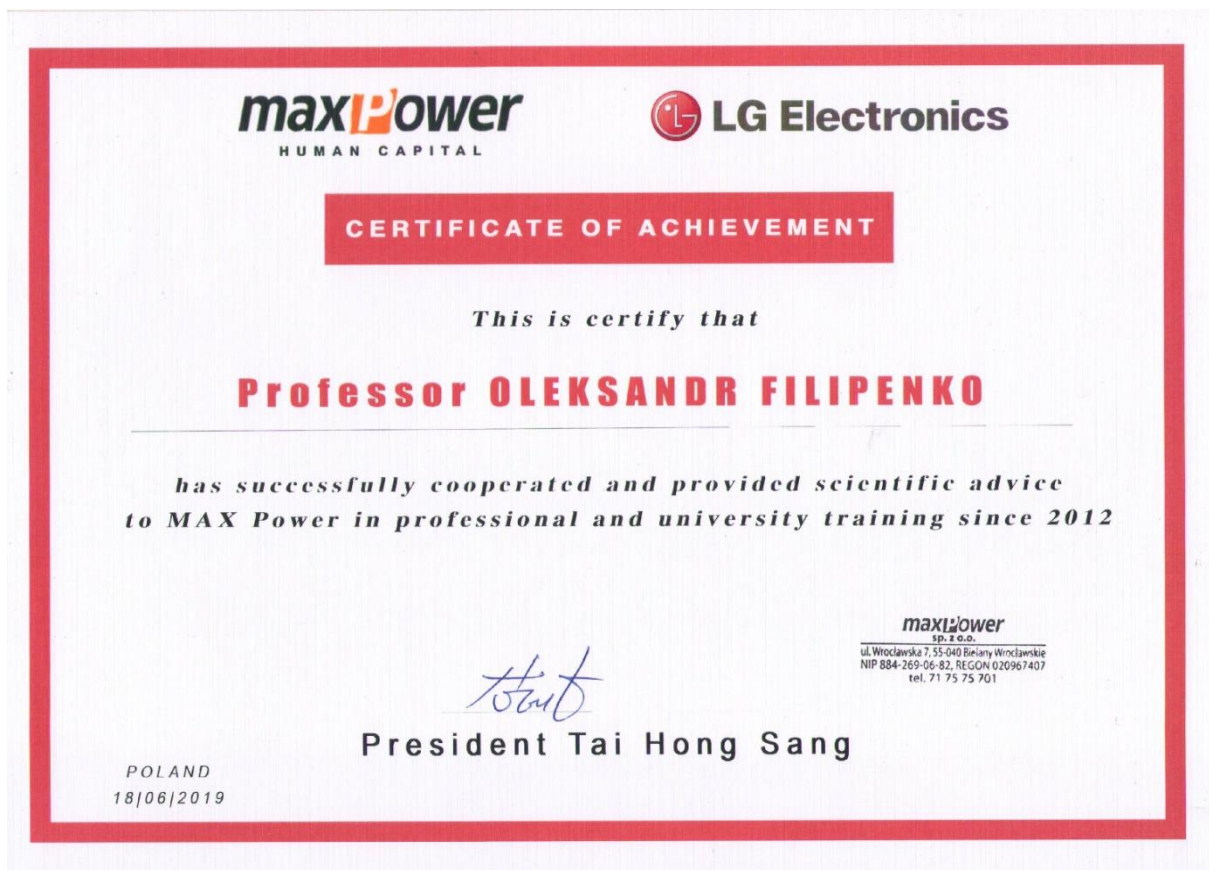 maxPower
HUMAN CAPITAL
LG Electronics
CERTIFICATE OF ACHIEVEMENT
This is certify that
Professor OLEKSANDR FILIPENKO
has successfully cooperated and provided scientific advice
to MAX Power in professional and university training since 2012
maxPower
sp. z o.o.
ul. Wrocławska 7, 55-040 Bielany Wrocławskie
NIP 884-269-06-82, REGON 020967407
tel. 71 75 75 701
President Tai Hong Sang
POLAND
18|06|2019